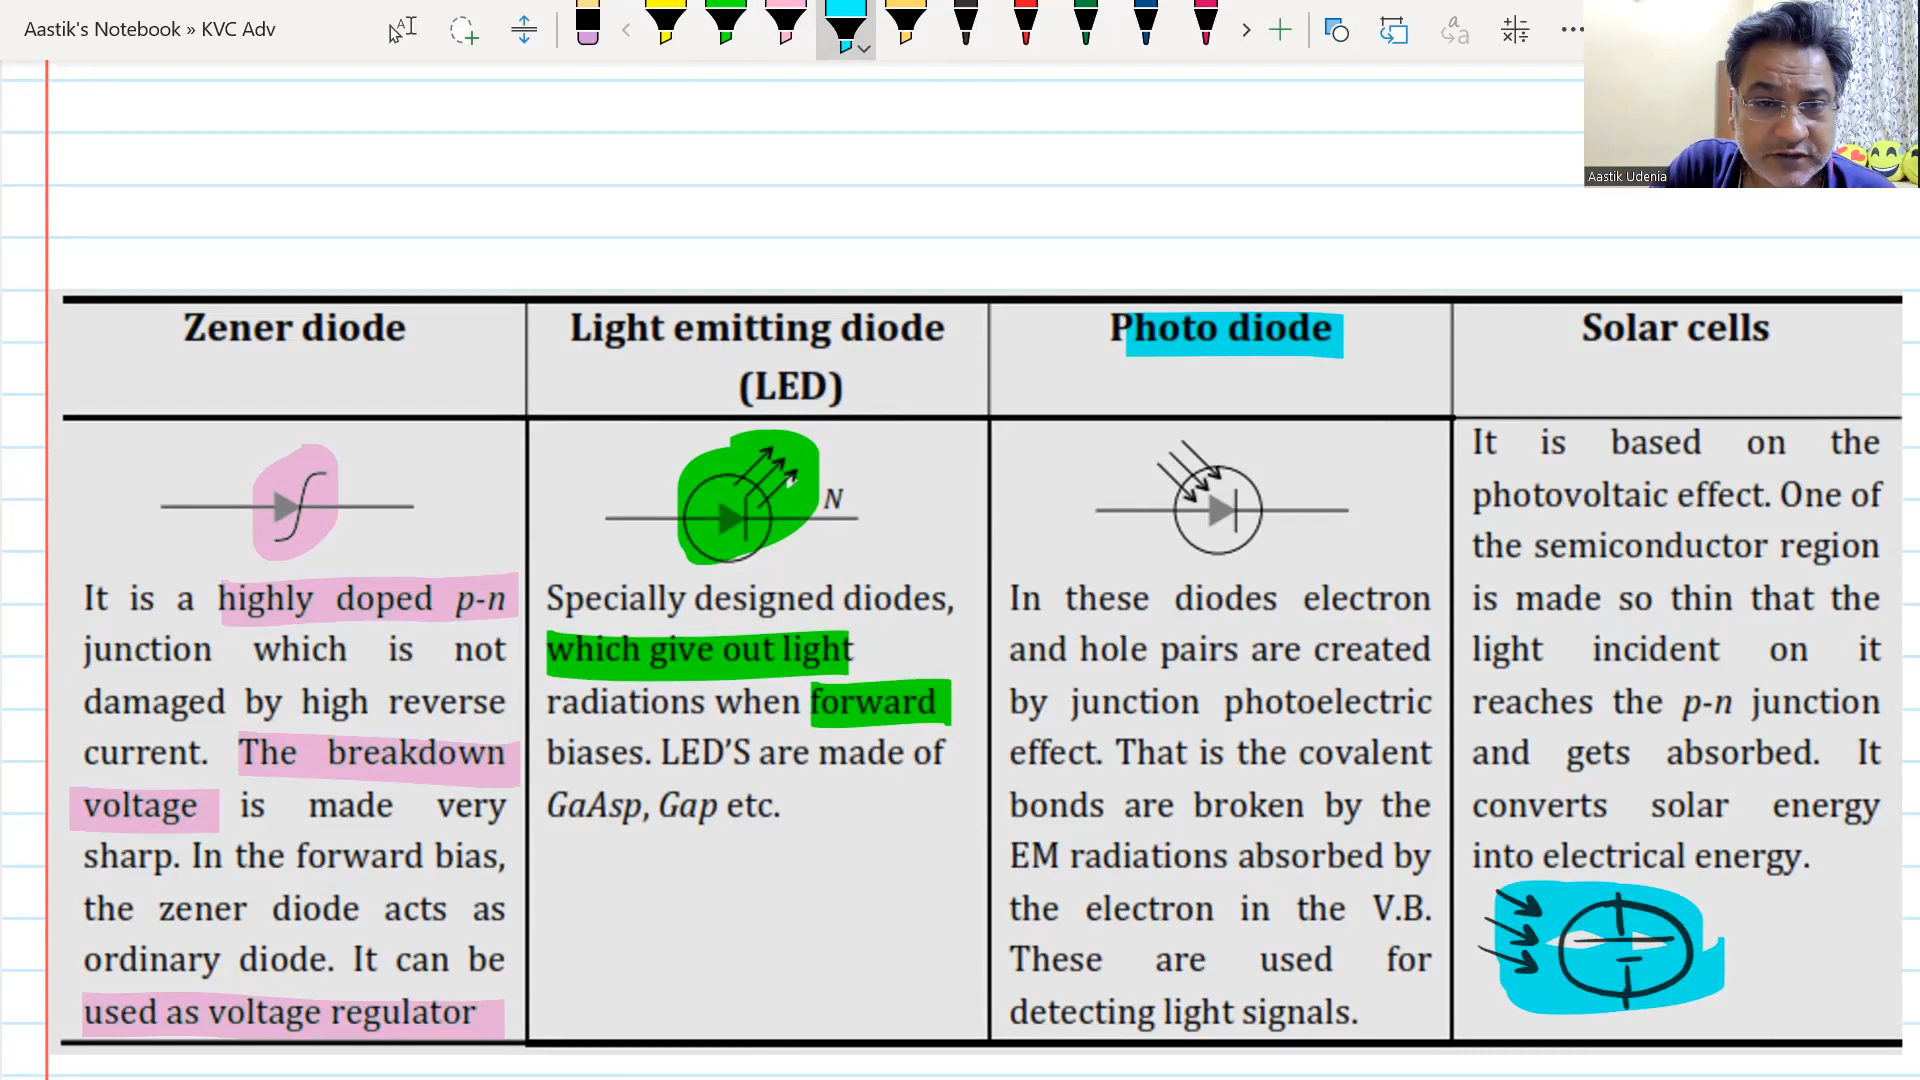 Aastik's Notebook » KVC Adv
Aastik Udenia
Zener diode
It is a highly doped p-n
junction which is not
damaged by high reverse
current. The breakdown
voltage is made very
sharp. In the forward bias,
the zener diode acts as
ordinary diode. It can be
used as voltage regulator
Light emitting diode
(LED)
N
Specially designed diodes,
which give out light
radiations when forward
biases. LED'S are made of
GaAsp, Gap etc.
Photo diode
In these diodes electron
and hole pairs are created
by junction photoelectric
effect. That is the covalent
bonds are broken by the
EM radiations absorbed by
the electron in the V.B.
These are used for
detecting light signals.
Solar cells
It is based on the
photovoltaic effect. One of
the semiconductor region
is made so thin that the
light incident on it
reaches the p-n junction
and gets absorbed. It
converts solar energy
into electrical energy.